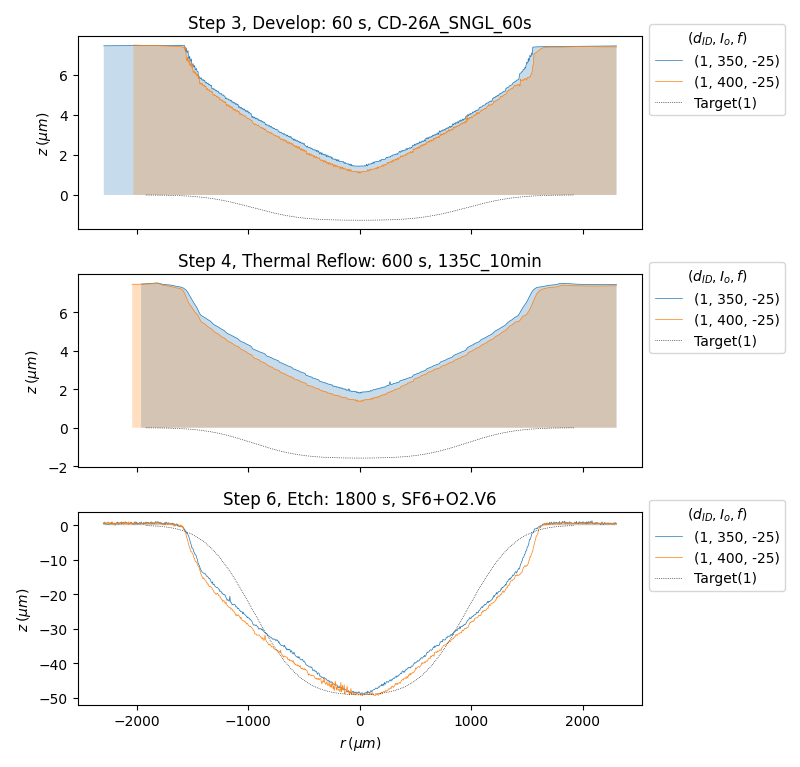 Step 3, Develop: 60 s, CD-26A_SNGL_60s
(d_ID, I_o, f)
(1, 350, -25)
(1, 400, -25)
Target(1)
6
4
2
0
z (μm)
Step 4, Thermal Reflow: 600 s, 135C_10min
(d_ID, I_o, f)
(1, 350, -25)
(1, 400, -25)
Target(1)
6
4
2
0
−2
z (μm)
Step 6, Etch: 1800 s, SF6+O2.V6
(d_ID, I_o, f)
(1, 350, -25)
(1, 400, -25)
Target(1)
0
−10
−20
−30
−40
−50
z (μm)
−2000 −1000 0 1000 2000
r (μm)